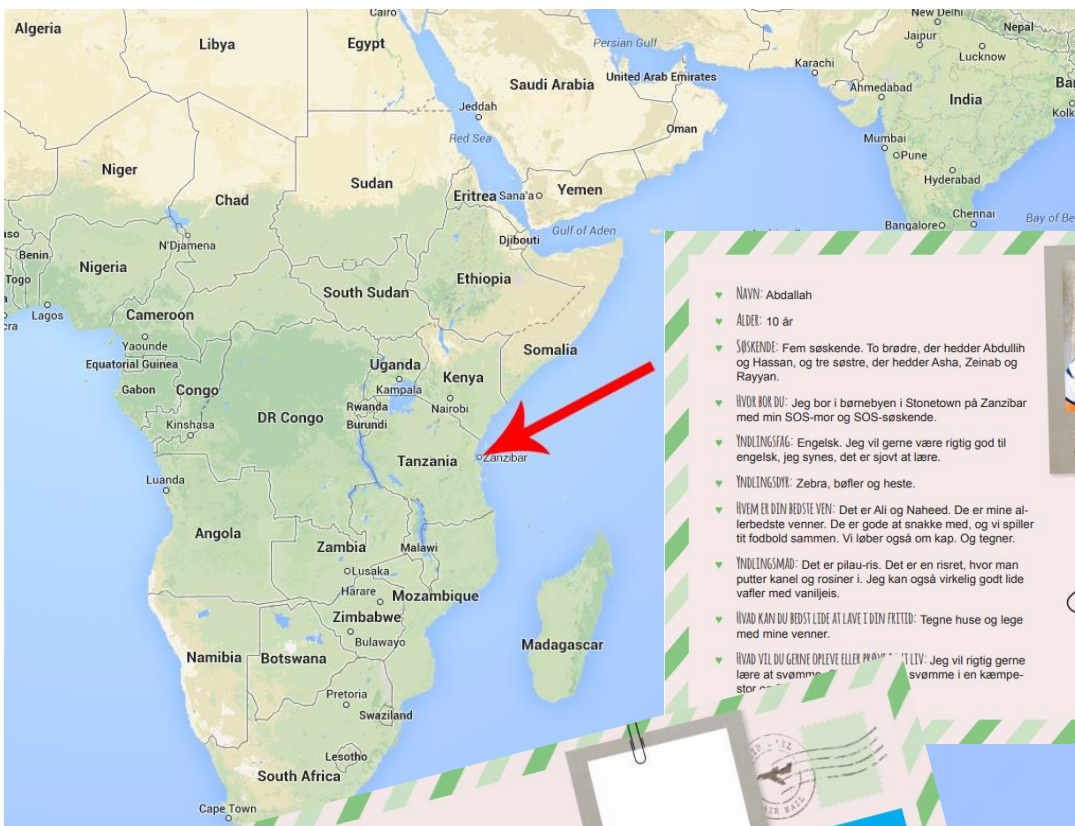 Cairo
New Delhi
Algeria
Libya
Egypt
Persian Gulf
Jaipur
Nepal
Karachi
Lucknow
Saudi Arabia
United Arab Emirates
Ahmedabad
India
Jeddah
Oman
Mumbai
Pune
Red Sea
Niger
Chad
Sudan
Eritrea
Sana'a
Yemen
Hyderabad
Chennai
Bangalore
Djibouti
Gulf of Aden
N'Djamena
Benin
Nigeria
Togo
Ethiopia
South Sudan
Lagos
Cameroon
Yaounde
Somalia
Equatorial Guinea
Uganda
Kenya
Gabon
Congo
Kampala
Kinshasa
DR Congo
Rwanda
Nairobi
Burundi
Tanzania
Zanzibar
Luanda
Angola
Zambia
Malawi
Lusaka
Harare
Mozambique
Zimbabwe
Bulawayo
Namibia
Botswana
Madagascar
Pretoria
Swaziland
Lesotho
South Africa
Cape Town
NAVN: Abdallah
ALDER: 10 år
SØSKENDE: Fem søskende. To brødre, der hedder Abdullih
og Hassan, og tre søstre, der hedder Asha, Zeinab og
Rayyan.
HVOR BOR DU: Jeg bor i børnebyen i Stonetown på Zanzibar
med min SOS-mor og SOS-søskende.
YNDLINGSFAG: Engelsk. Jeg vil gerne være rigtig god til
engelsk, jeg synes, det er sjovt at lære.
YNDLINGSDYR: Zebra, bøfler og heste.
HVEM ER DIN BEDSTE VEN: Det er Ali og Naheed. De er mine al-
lerbedste venner. De er gode at snakke med, og vi spiller
tit fodbold sammen. Vi løber også om kap. Og tegner.
YNDLINGSMAD: Det er pilau-ris. Det er en risret, hvor man
putter kanel og rosiner i. Jeg kan også virkelig godt lide
vafler med vaniljeis.
HVAD KAN DU BEDST LIDE AT LAVE I DIN FRITID: Tegne huse og lege
med mine venner.
HVAD VIL DU GERNE OPLEVE ELLER LIV: Jeg vil rigtig gerne
lære at svømme svømme i en kæmpe-
stor
AIR MAIL